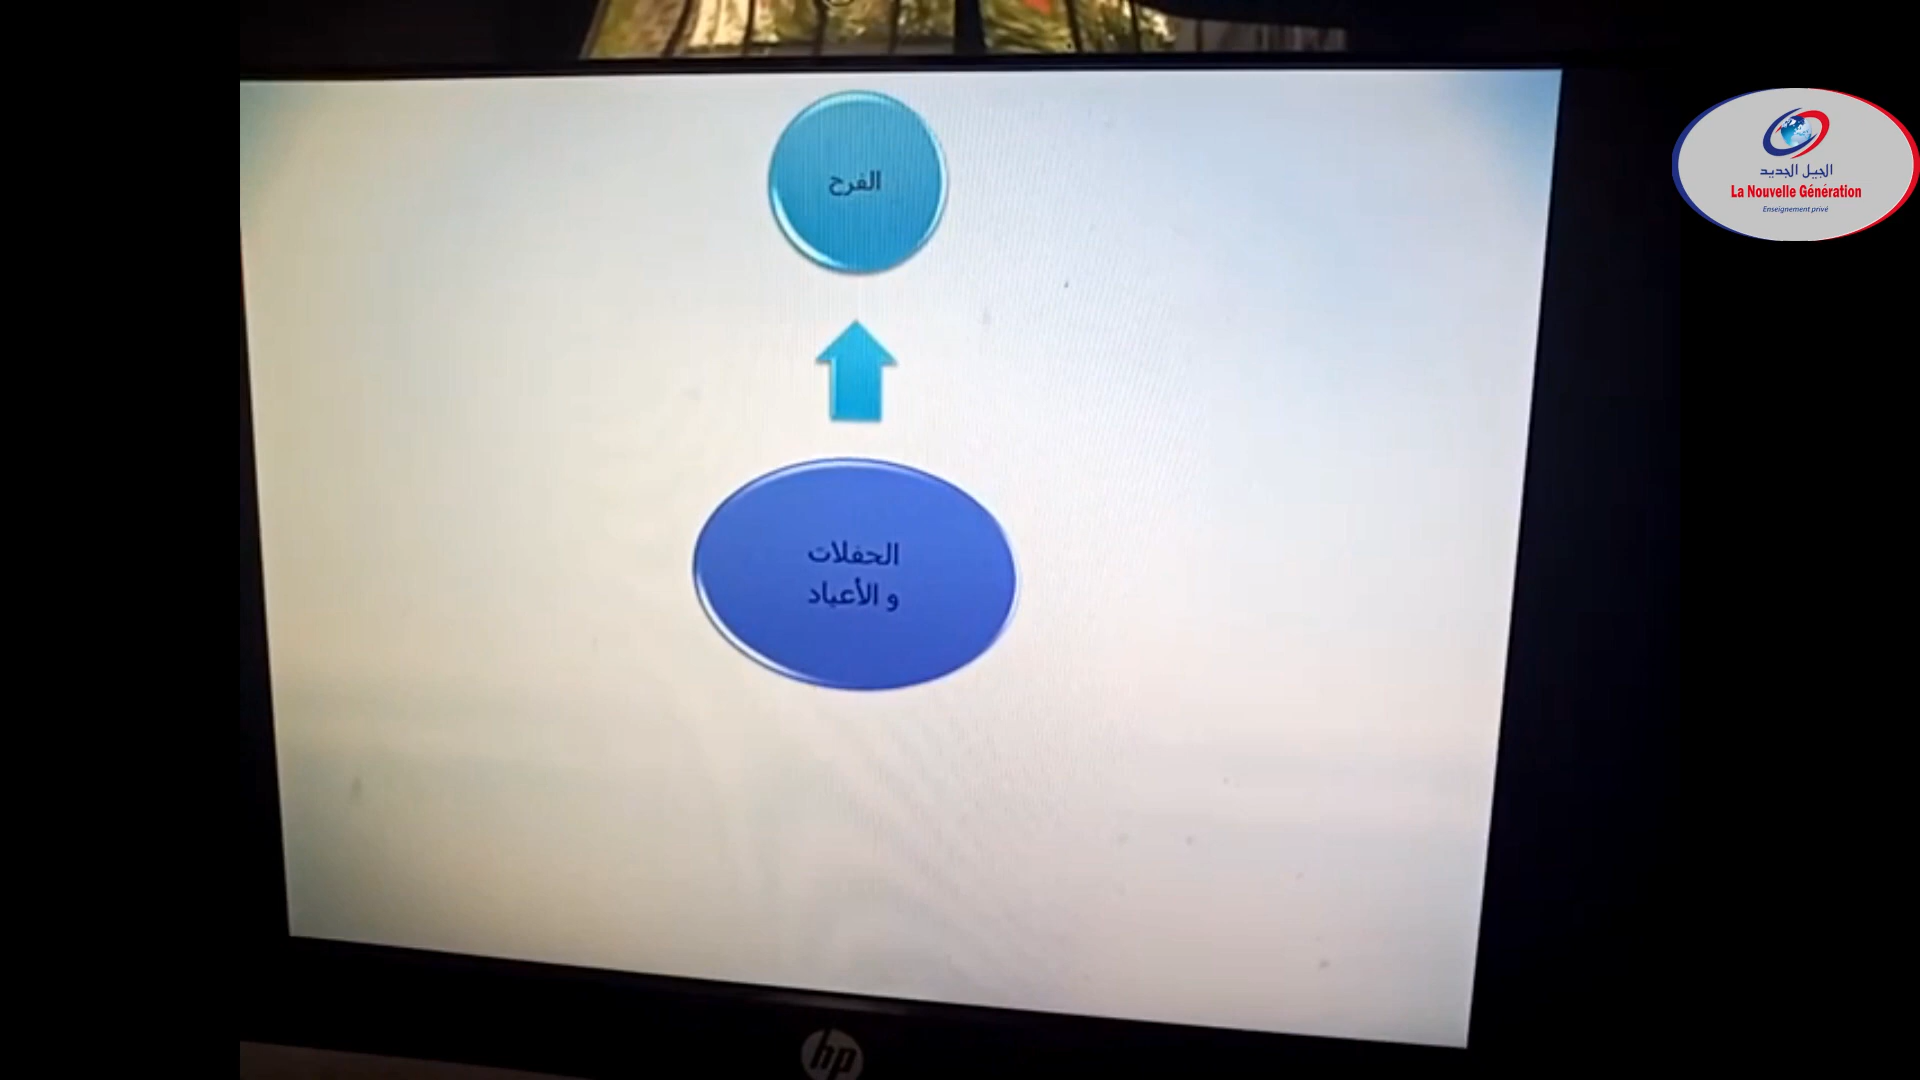 الفرح
الحفلات
و الأعياد
الجيل الجديد
La Nouvelle Génération
Enseignement privé
hp